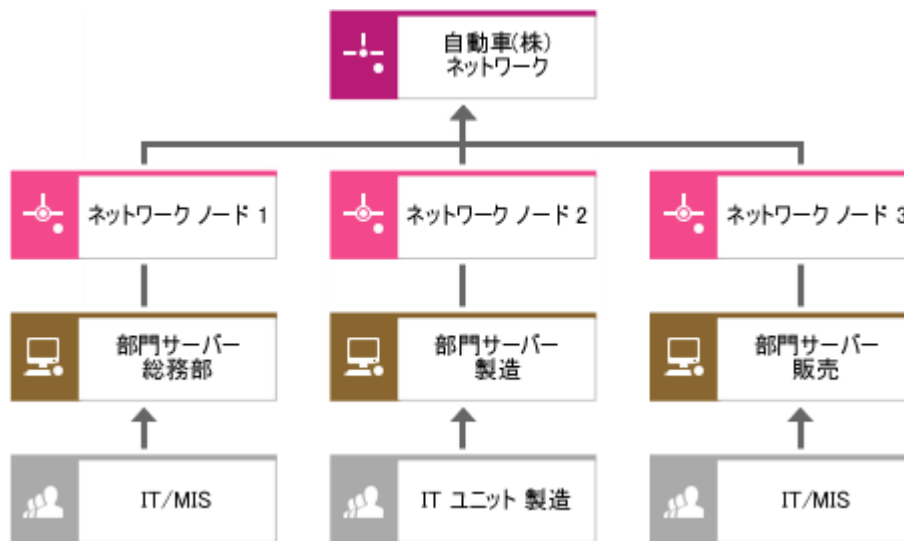 自動車(株)
ネットワーク
ネットワーク ノード 1
ネットワーク ノード 2
ネットワーク ノード 3
部門サーバー
総務部
部門サーバー
製造
部門サーバー
販売
IT/MIS
IT ユニット 製造
IT/MIS